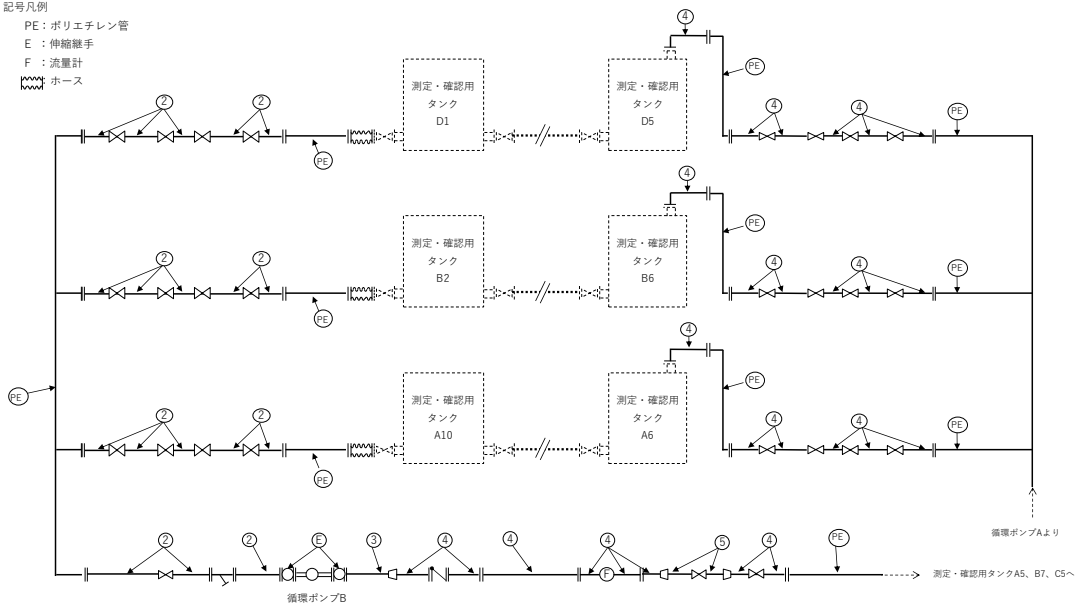 記号凡例
PE：ポリエチレン管
E ：伸縮継手
F ：流量計
：ホース
④
PE
② ② 測定・確認用 測定・確認用 ④ ④ PE
タンク タンク
D1 D5
PE
④
PE
② ② 測定・確認用 測定・確認用 ④ ④ PE
タンク タンク
B2 B6
PE
④
PE
PE
② ② 測定・確認用 測定・確認用 ④ ④ PE
タンク タンク
A10 A6
PE
循環ポンプAより
② ② E ③ ④ ④ ④ ⑤ ④ PE
F
測定・確認用タンクA5、B7、C5へ
循環ポンプB